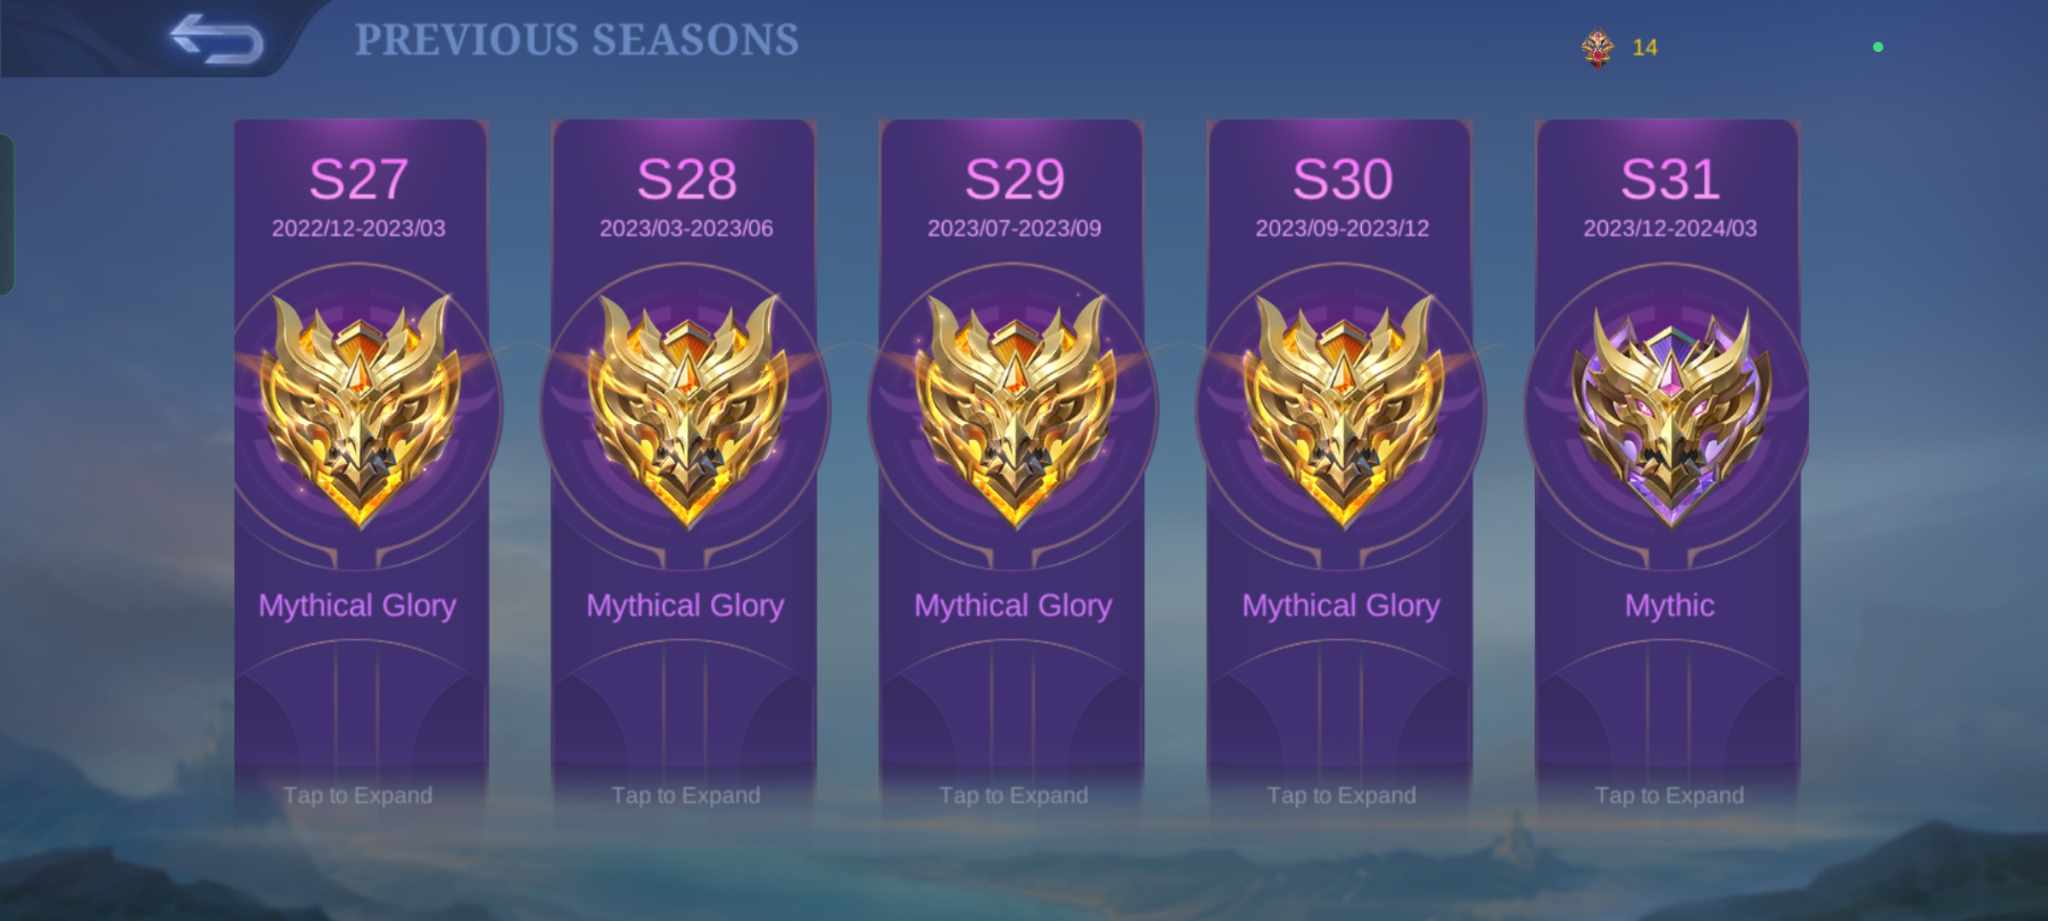 PREVIOUS SEASONS
14
S27
2022/12-2023/03
Mythical Glory
Tap to Expand
S28
2023/03-2023/06
Mythical Glory
Tap to Expand
S29
2023/07-2023/09
Mythical Glory
Tap to Expand
S30
2023/09-2023/12
Mythical Glory
Tap to Expand
S31
2023/12-2024/03
Mythic
Tap to Expand